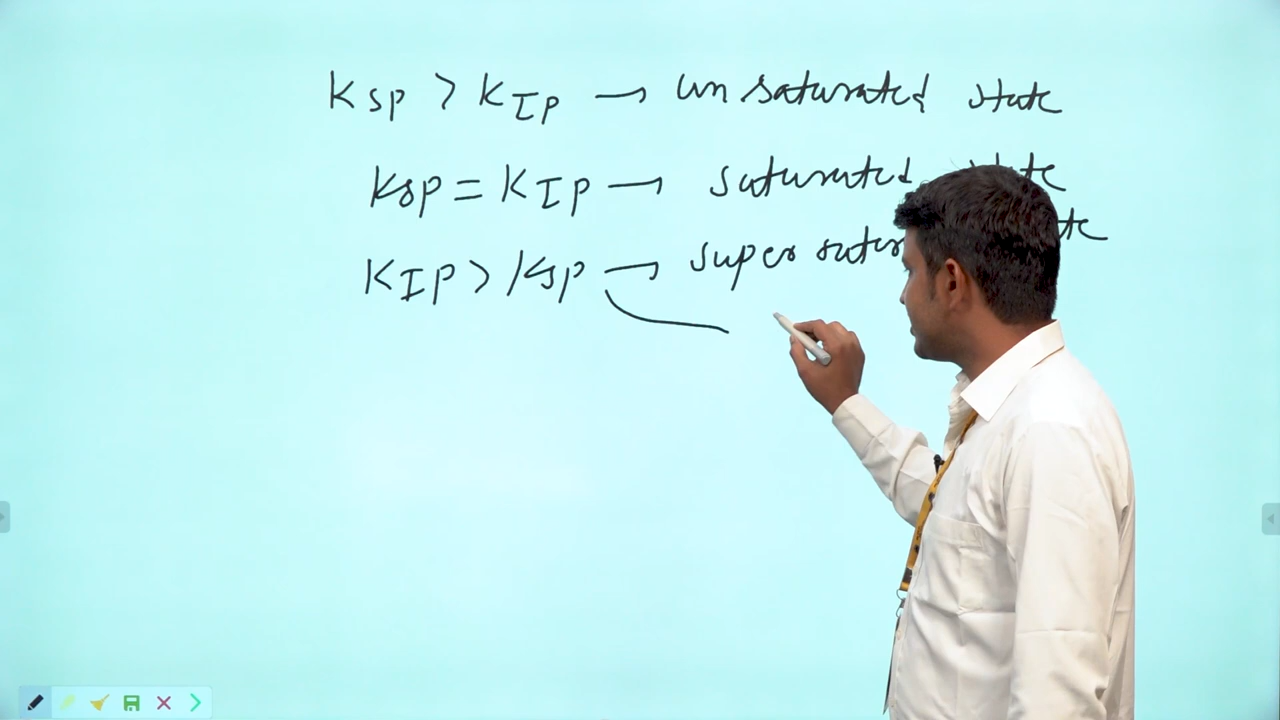 Ksp > KIp → unsaturated state
Ksp = KIp → saturated
KIp > Ksp → super